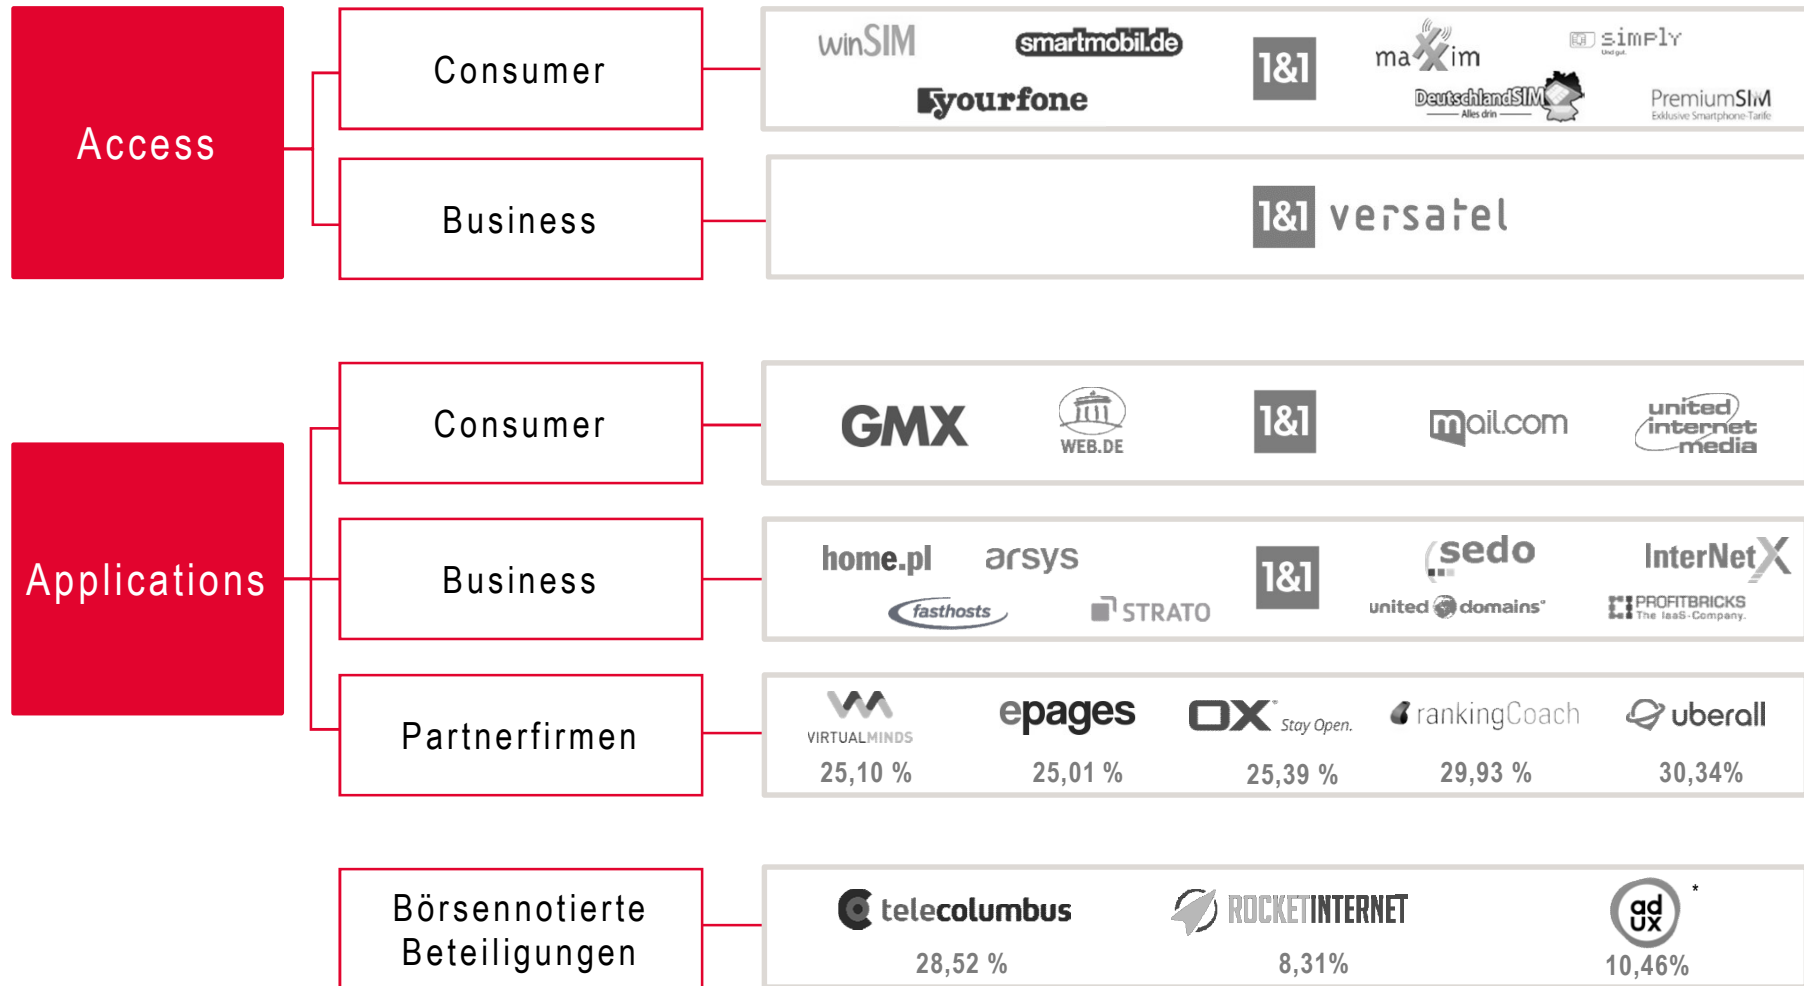 Access
Consumer
winSIM
smartmobil.de
1&1
maXXim
simply
Und gut.
yourfone
DeutschlandSIM
Alles drin
PremiumSIM
Exklusive Smartphone-Tarife
Business
1&1 versatel
Applications
Consumer
GMX
WEB.DE
1&1
mail.com
united
internet
media
Business
home.pl
arsys
1&1
sedo
InterNetX
fasthosts
STRATO
united domains
PROFITBRICKS
The IaaS-Company.
Partnerfirmen
VIRTUALMINDS
epages
OX Stay Open.
rankingCoach
uberall
25,10 %
25,01 %
25,39 %
29,93 %
30,34%
Börsennotierte
Beteiligungen
telecolumbus
ROCKETINTERNET
ad
ux
*
28,52 %
8,31%
10,46%